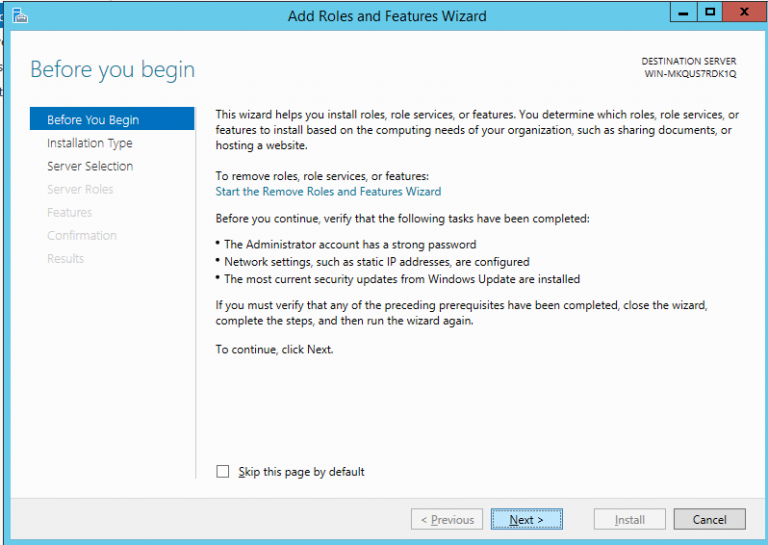 Add Roles and Features Wizard
Before you begin
DESTINATION SERVER
WIN-MKQUS7RDK1Q
Before You Begin
Installation Type
Server Selection
Server Roles
Features
Confirmation
Results
This wizard helps you install roles, role services, or features. You determine which roles, role services, or
features to install based on the computing needs of your organization, such as sharing documents, or
hosting a website.
To remove roles, role services, or features:
Start the Remove Roles and Features Wizard
Before you continue, verify that the following tasks have been completed:
• The Administrator account has a strong password
• Network settings, such as static IP addresses, are configured
• The most current security updates from Windows Update are installed
If you must verify that any of the preceding prerequisites have been completed, close the wizard,
complete the steps, and then run the wizard again.
To continue, click Next.
Skip this page by default
< Previous
Next >
Install
Cancel